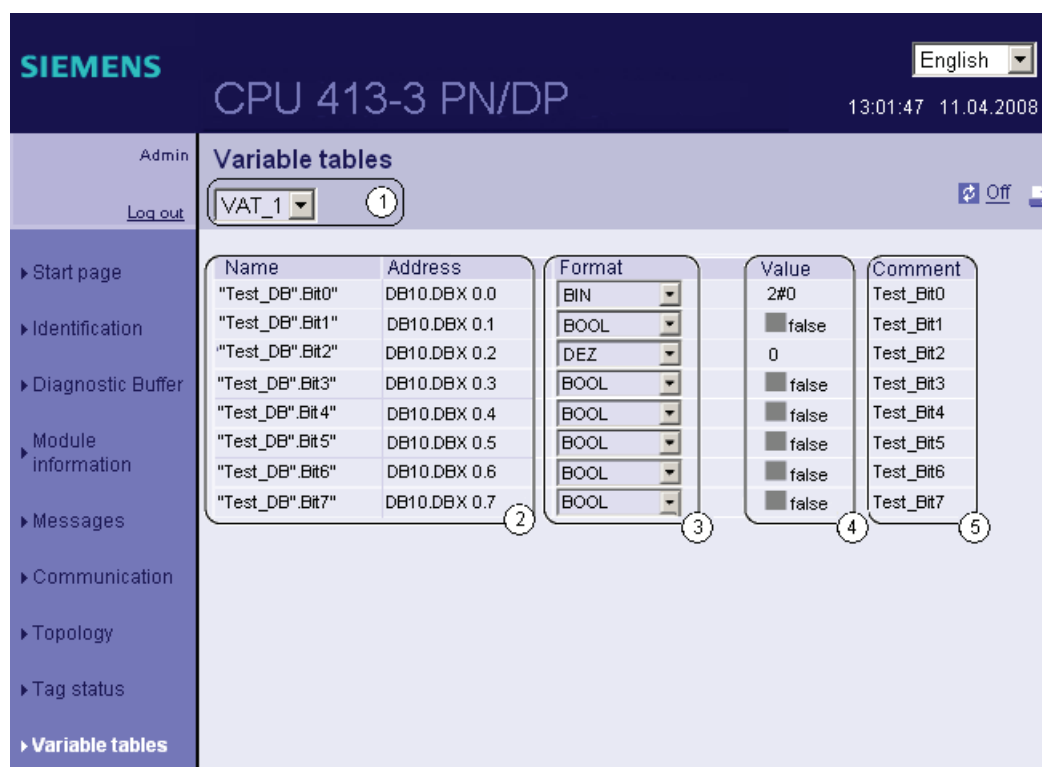 SIEMENS
English
CPU 413-3 PN/DP
13:01:47 11.04.2008
Admin
Variable tables
Log out
VAT_1 1
Off
Name Address Format Value Comment
"Test_DB".Bit0" DB10.DBX 0.0 BIN 2#0 Test_Bit0
"Test_DB".Bit1" DB10.DBX 0.1 BOOL false Test_Bit1
"Test_DB".Bit2" DB10.DBX 0.2 DEZ 0 Test_Bit2
"Test_DB".Bit3" DB10.DBX 0.3 BOOL false Test_Bit3
"Test_DB".Bit4" DB10.DBX 0.4 BOOL false Test_Bit4
"Test_DB".Bit5" DB10.DBX 0.5 BOOL false Test_Bit5
"Test_DB".Bit6" DB10.DBX 0.6 BOOL false Test_Bit6
"Test_DB".Bit7" DB10.DBX 0.7 BOOL false Test_Bit7
2 3 4 5
Start page
Identification
Diagnostic Buffer
Module
information
Messages
Communication
Topology
Tag status
Variable tables